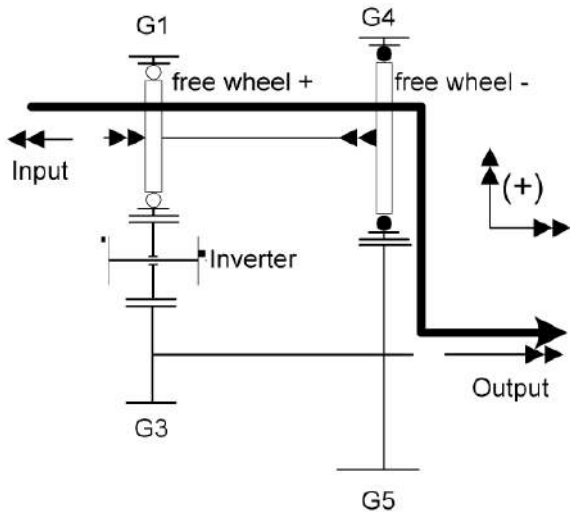 G1
G4
free wheel +
free wheel -
Input
(+)
Inverter
Output
G3
G5